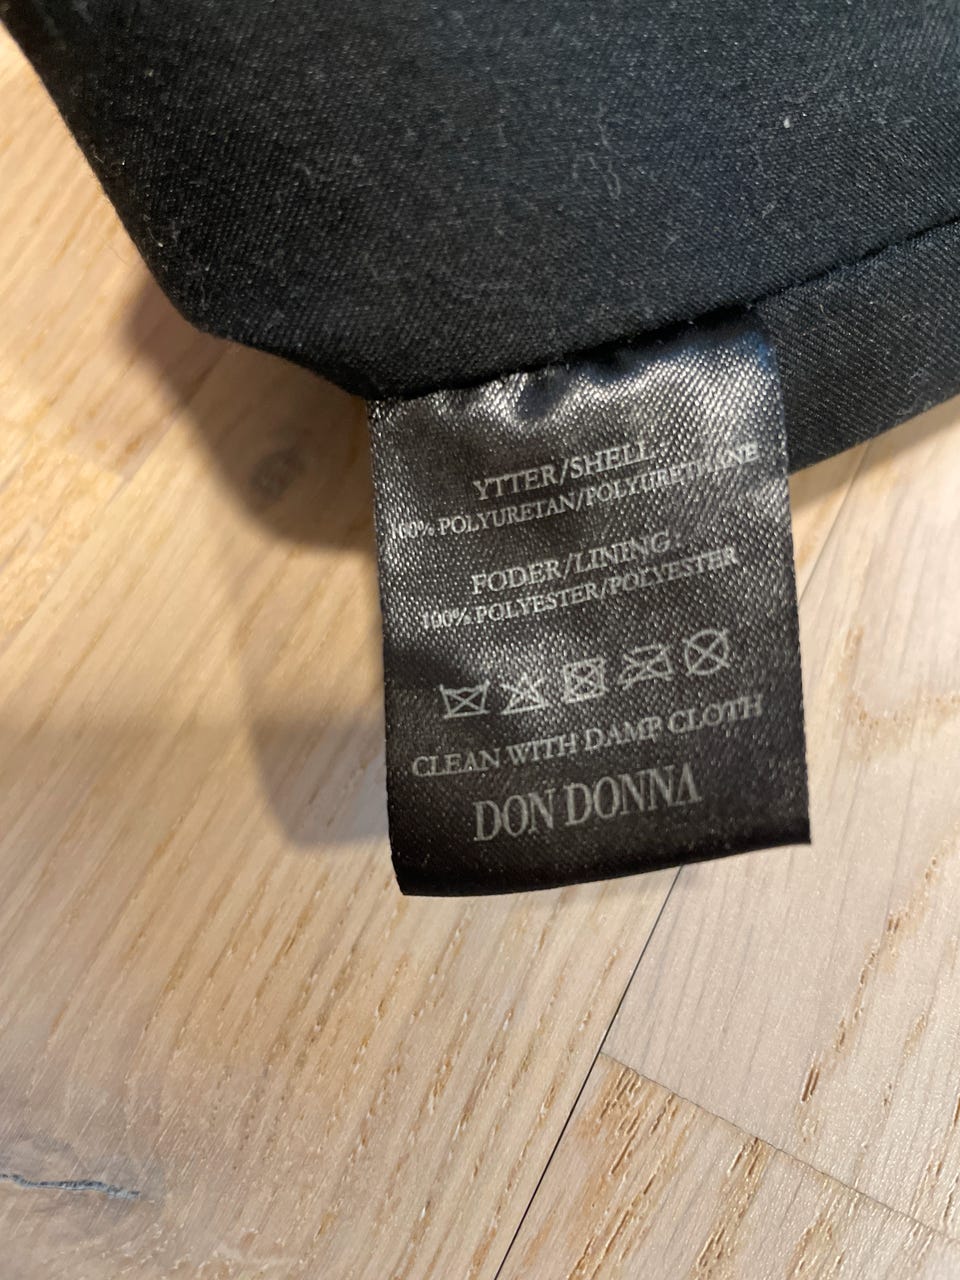 YTTER/SHELL
100% POLYURETAN/POLYURETHANE
FODER/LINING:
100% POLYESTER/POLYESTER
CLEAN WITH DAMP CLOTH
DON DONNA